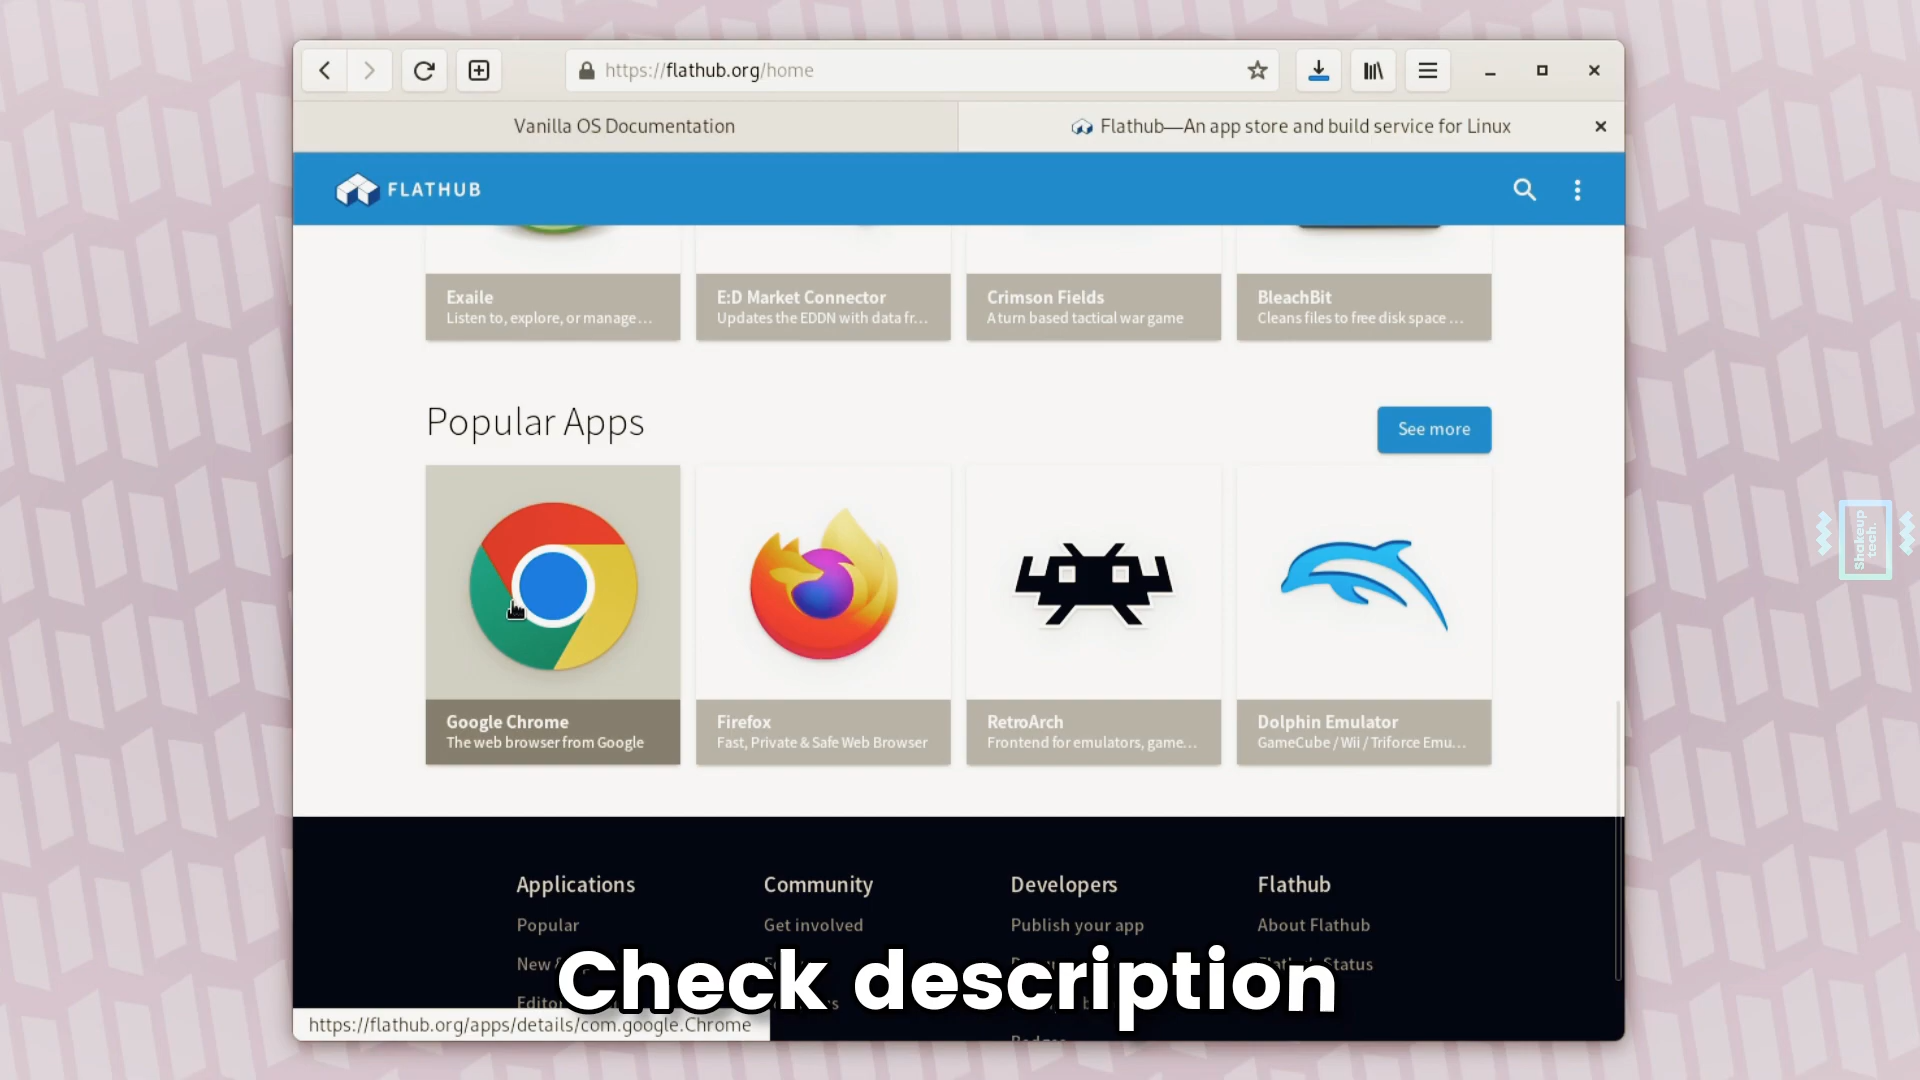 https://flathub.org/home
Vanilla OS Documentation
Flathub—An app store and build service for Linux
FLATHUB
Exaile
Listen to, explore, or manage…
E:D Market Connector
Updates the EDDN with data fr…
Crimson Fields
A turn based tactical war game
BleachBit
Cleans files to free disk space …
Popular Apps
See more
Google Chrome
The web browser from Google
Firefox
Fast, Private & Safe Web Browser
RetroArch
Frontend for emulators, game…
Dolphin Emulator
GameCube / Wii / Triforce Emu…
Applications
Community
Developers
Flathub
Popular
Get involved
Publish your app
About Flathub
New
Status
Check description
https://flathub.org/apps/details/com.google.Chrome
Shakeup
tech.